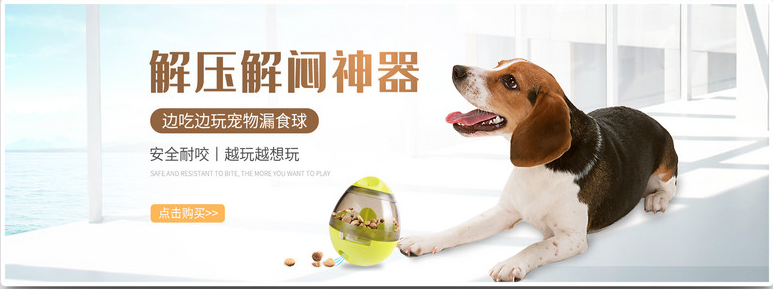 解压解闷神器
边吃边玩宠物漏食球
安全耐咬丨越玩越想玩
SAFE AND RESISTANT TO BITE, THE MORE YOU WANT TO PLAY
点击购买>>